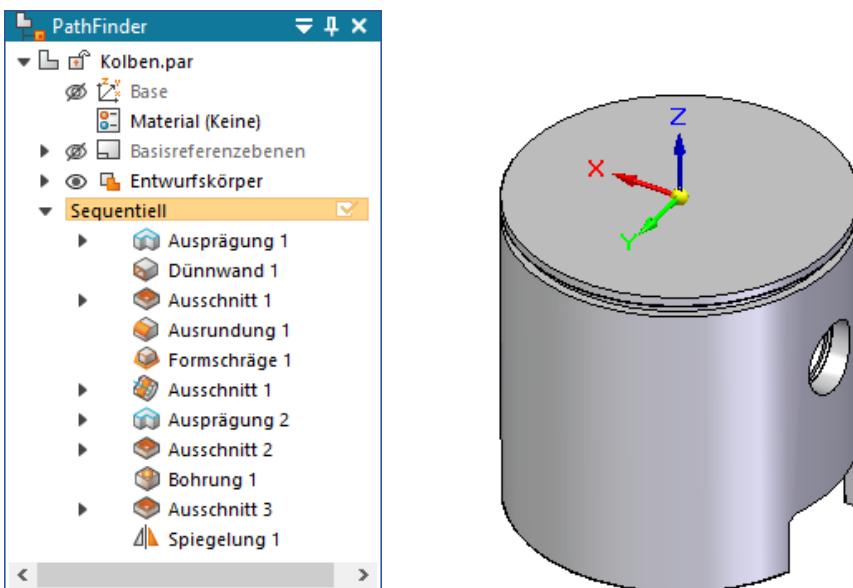 PathFinder
Kolben.par
Base
Material (Keine)
Basisreferenzebenen
Entwurfskörper
Sequentiell
Ausprägung 1
Dünnwand 1
Ausschnitt 1
Ausrundung 1
Formschräge 1
Ausschnitt 1
Ausprägung 2
Ausschnitt 2
Bohrung 1
Ausschnitt 3
Spiegelung 1
Z
X
Y